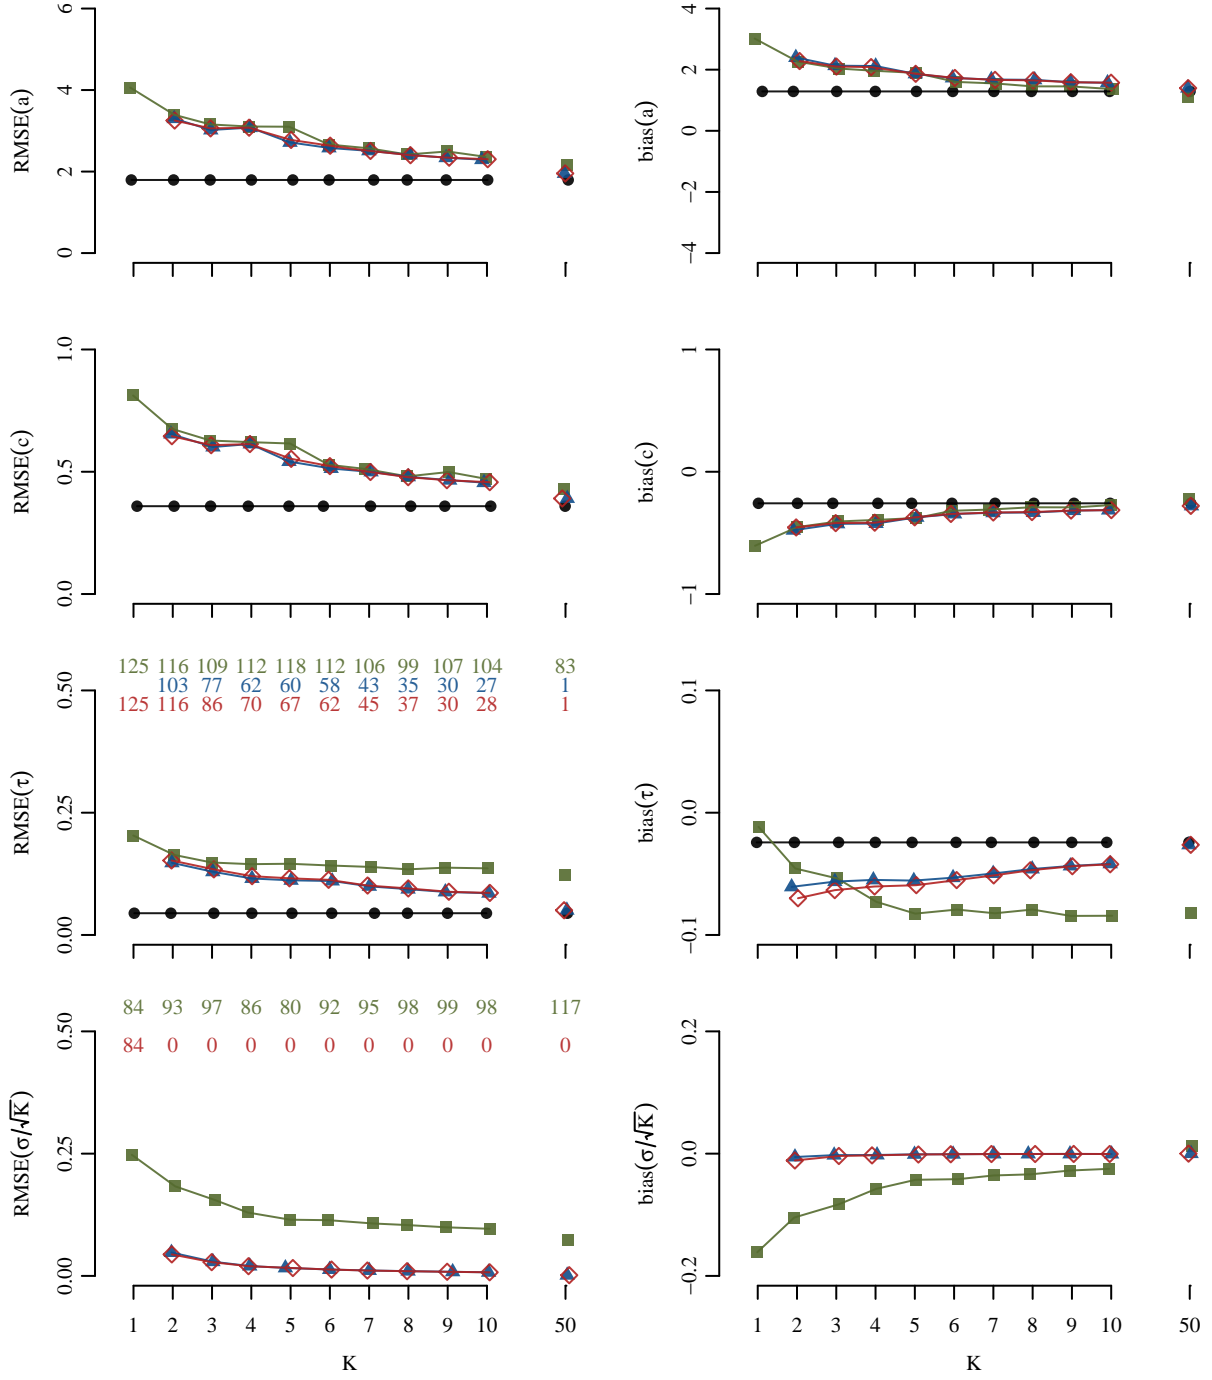 RMSE(a)
0 2 4 6
bias(a)
−4 −2 0 2 4
RMSE(c)
0.0 0.5 1.0
bias(c)
−1 0 1
125 116 109 112 118 112 106 99 107 104 83
103 77 62 60 58 43 35 30 27 1
125 116 86 70 67 62 45 37 30 28 1
RMSE(τ)
0.00 0.25 0.50
bias(τ)
−0.1 0.0 0.1
84 93 97 86 80 92 95 98 99 98 117
84 0 0 0 0 0 0 0 0 0 0
RMSE(σ/√K)
0.00 0.25 0.50
bias(σ/√K)
−0.2 0.0 0.2
1 2 3 4 5 6 7 8 9 10 50
K
1 2 3 4 5 6 7 8 9 10 50
K